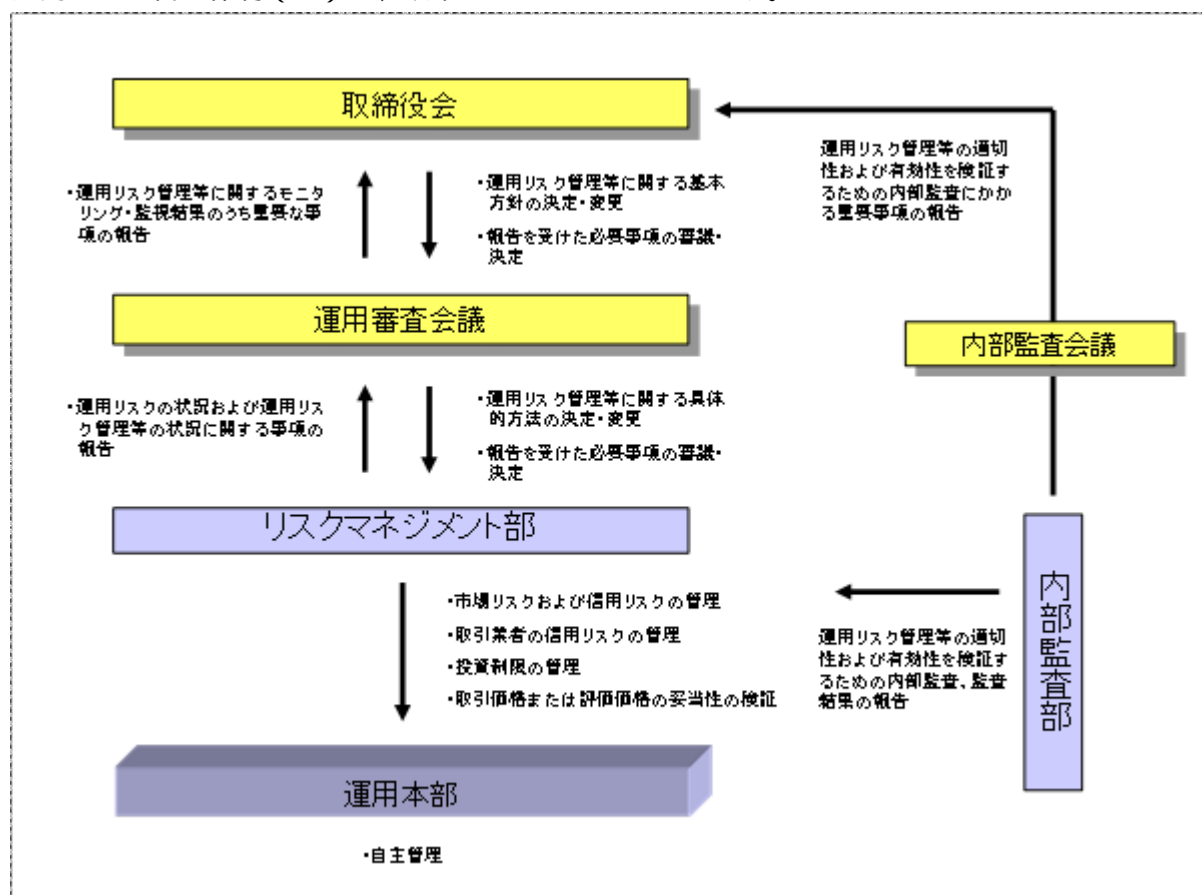 取締役会
・運用リスク管理等に関するモニタ
リング・監視結果のうち重要な事
項の報告
・運用リスク管理等に関する基本
方針の決定・変更
・報告を受けた必要事項の審議・
決定
運用リスク管理等の適切
性および有効性を検証す
るための内部監査にかか
る重要事項の報告
運用審査会議
内部監査会議
・運用リスクの状況および運用リス
ク管理等の状況に関する事項の
報告
・運用リスク管理等に関する具体
的方法の決定・変更
・報告を受けた必要事項の審議・
決定
リスクマネジメント部
・市場リスクおよび信用リスクの管理
・取引業者の信用リスクの管理
・投資制限の管理
・取引価格または評価価格の妥当性の検証
運用リスク管理等の適切
性および有効性を検証す
るための内部監査、監査
結果の報告
内部監査部
運用本部
・自主管理